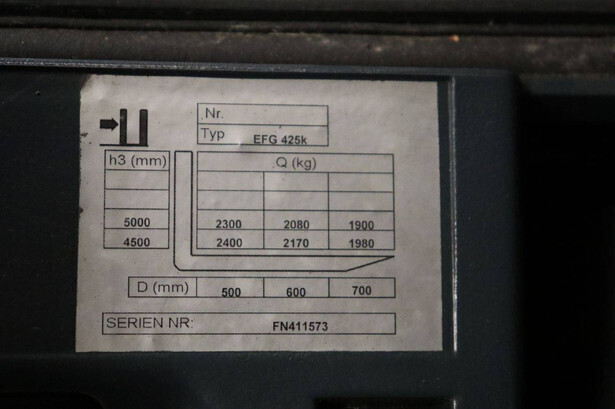 Nr.
Typ EFG 425k
h3 (mm) Q (kg)
5000 2300 2080 1900
4500 2400 2170 1980
D (mm) 500 600 700
SERIEN NR: FN411573